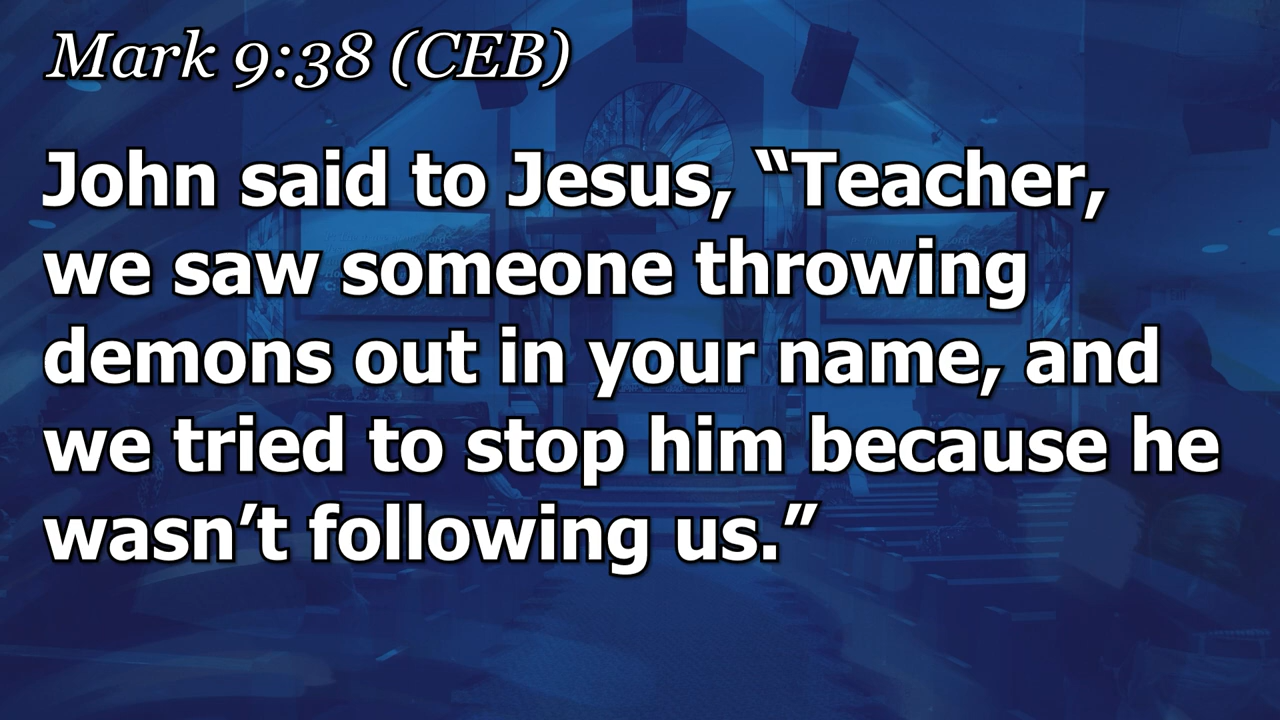 Mark 9:38 (CEB)
John said to Jesus, “Teacher,
we saw someone throwing
demons out in your name, and
we tried to stop him because he
wasn’t following us.”